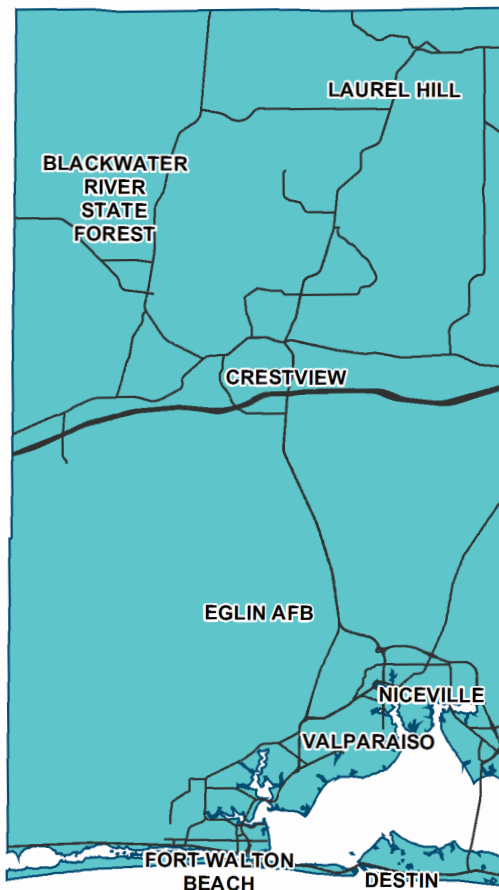 LAUREL HILL
BLACKWATER
RIVER
STATE
FOREST
CRESTVIEW
EGLIN AFB
NICEVILLE
VALPARAISO
FORT WALTON
BEACH
DESTIN